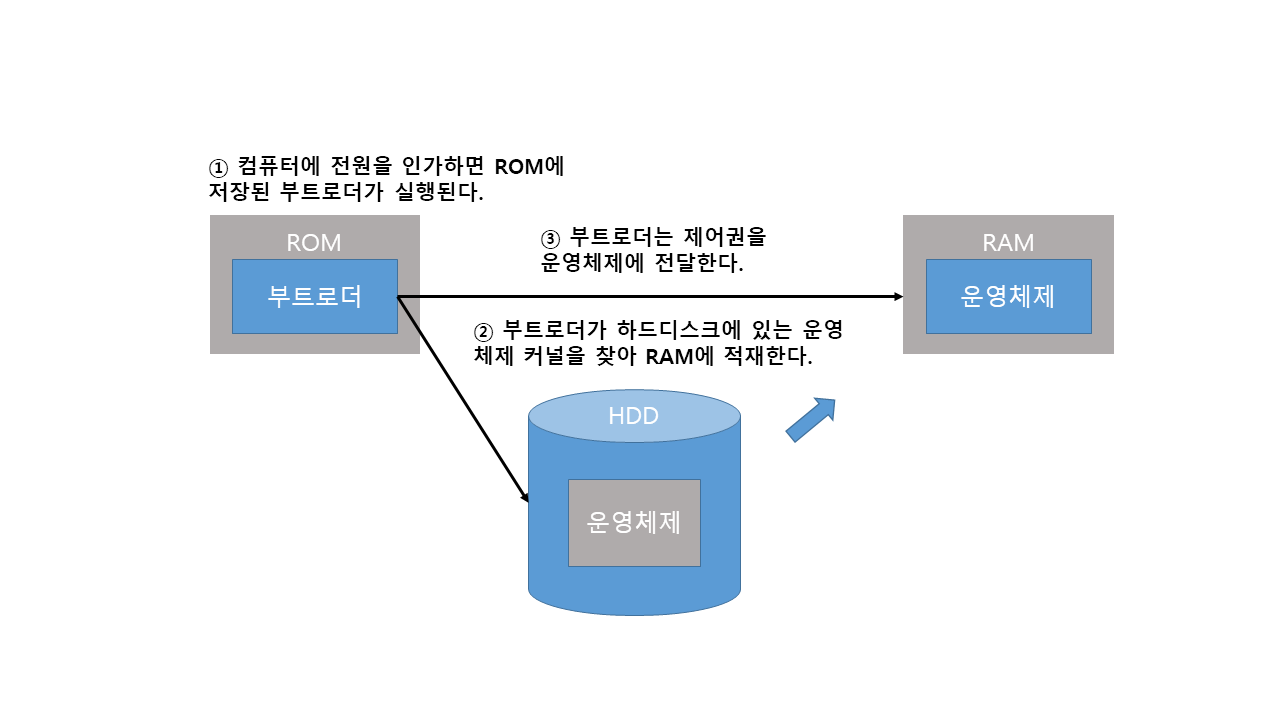 ① 컴퓨터에 전원을 인가하면 ROM에
저장된 부트로더가 실행된다.
ROM
부트로더
③ 부트로더는 제어권을
운영체제에 전달한다.
RAM
운영체제
② 부트로더가 하드디스크에 있는 운영
체제 커널을 찾아 RAM에 적재한다.
HDD
운영체제